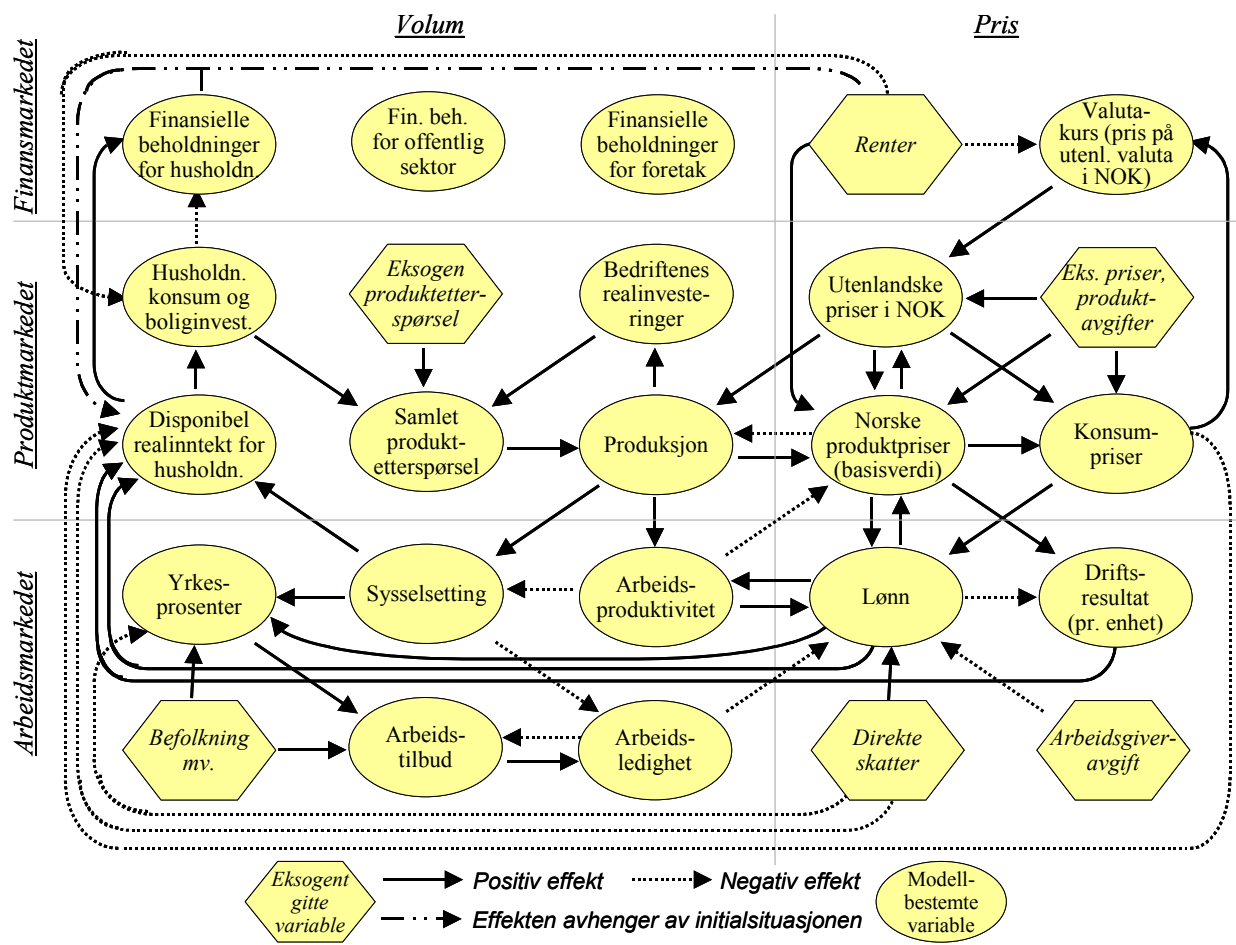 Volum
Pris
Finansmarkedet
Finansielle
beholdninger
for husholdn.
Fin. beh.
for offentlig
sektor
Finansielle
beholdninger
for foretak
Renter
Valuta-
kurs (pris på
utenl. valuta
i NOK)
Produktmarkedet
Husholdn.
konsum og
boliginvest.
Eksogen
produktetter-
spørsel
Bedriftenes
realinveste-
ringer
Utenlandske
priser i NOK
Eks. priser,
produkt-
avgifter
Disponibel
realinntekt for
husholdn.
Samlet
produkt-
etterspørsel
Produksjon
Norske
produktpriser
(basisverdi)
Konsum-
priser
Arbeidsmarkedet
Yrkes-
prosenter
Sysselsetting
Arbeids-
produktivitet
Lønn
Drifts-
resultat
(pr. enhet)
Befolkning
mv.
Arbeids-
tilbud
Arbeids-
ledighet
Direkte
skatter
Arbeidsgiver-
avgift
Eksogent
gitte
variable
Positiv effekt
Negativ effekt
Effekten avhenger av initialsituasjonen
Modell-
bestemte
variable